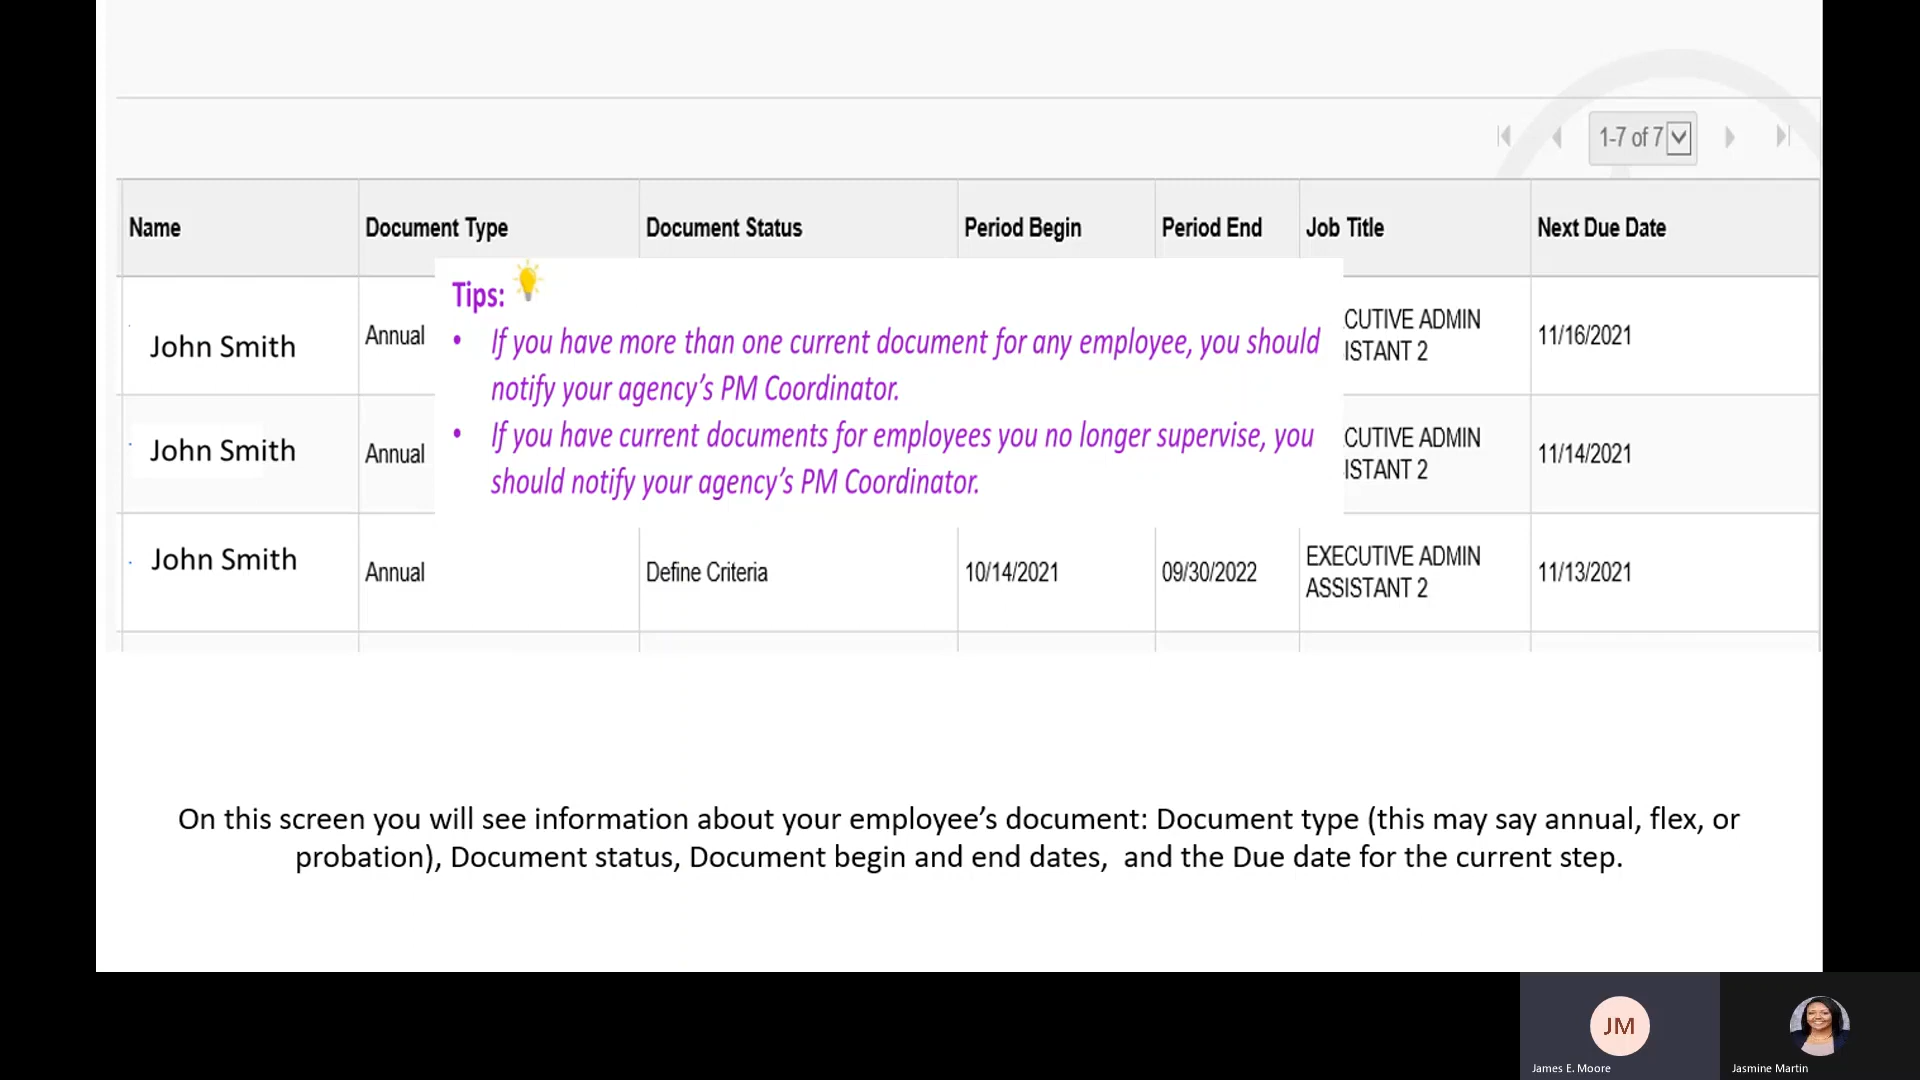 1-7 of 7
Name Document Type Document Status Period Begin Period End Job Title Next Due Date
Tips:
• If you have more than one current document for any employee, you should
notify your agency’s PM Coordinator.
• If you have current documents for employees you no longer supervise, you
should notify your agency’s PM Coordinator.
John Smith Annual CUTIVE ADMIN
ISTANT 2 11/16/2021
John Smith Annual CUTIVE ADMIN
ISTANT 2 11/14/2021
John Smith Annual Define Criteria 10/14/2021 09/30/2022 EXECUTIVE ADMIN
ASSISTANT 2 11/13/2021
On this screen you will see information about your employee’s document: Document type (this may say annual, flex, or
probation), Document status, Document begin and end dates, and the Due date for the current step.
JM
James E. Moore
Jasmine Martin